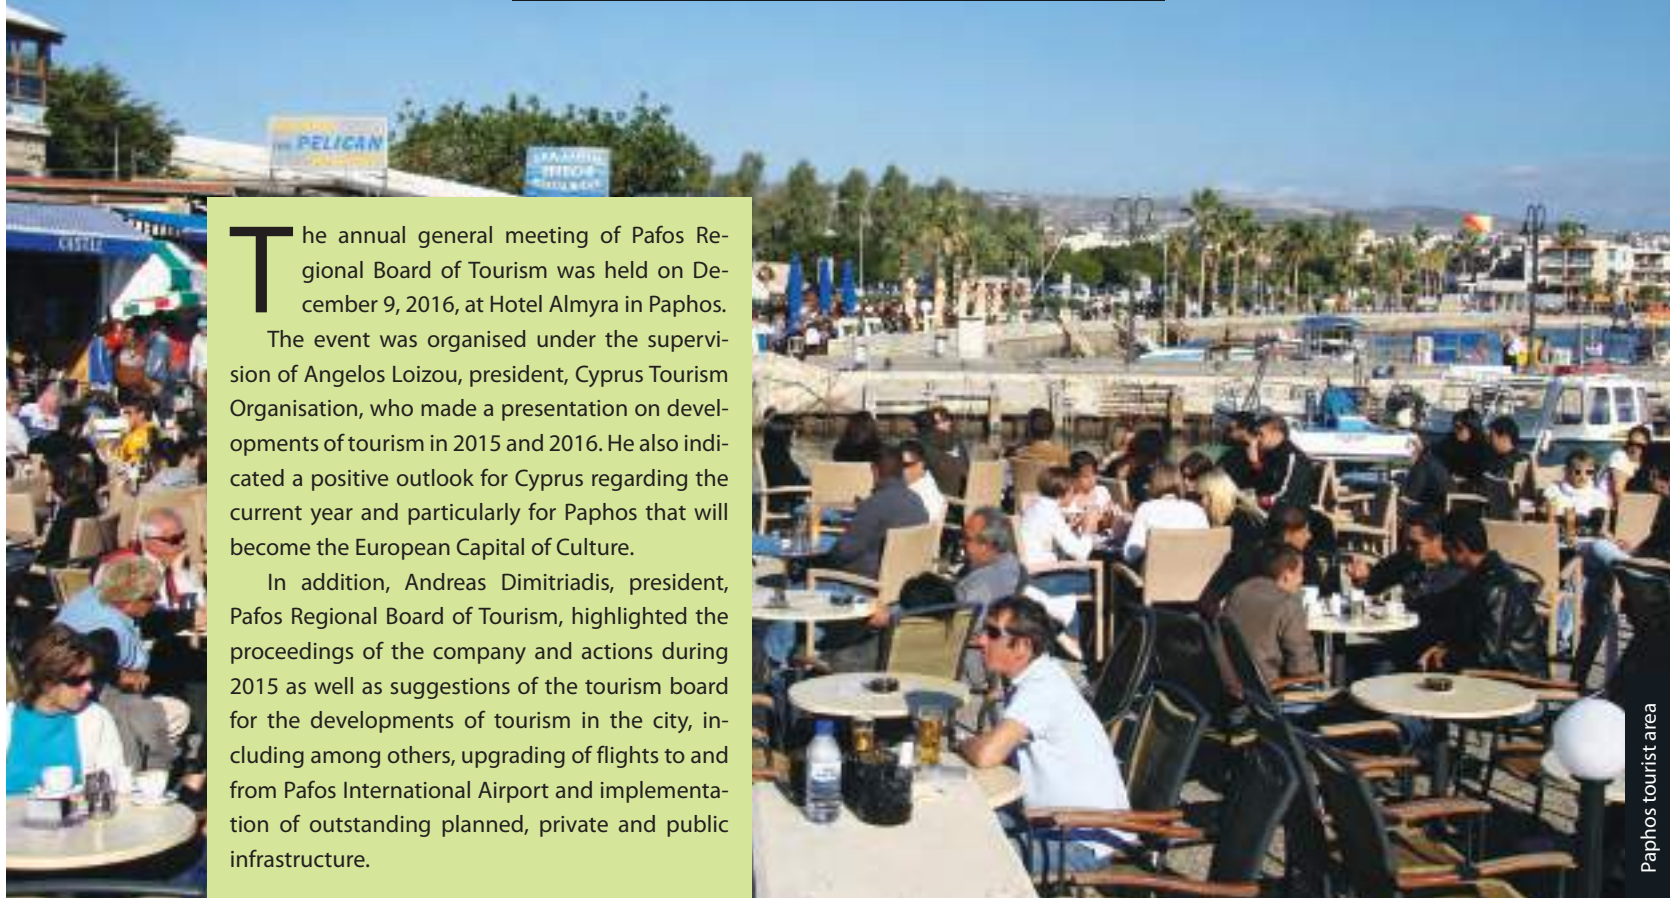 PELICAN
CASTLE
The annual general meeting of Pafos Re-
gional Board of Tourism was held on De-
cember 9, 2016, at Hotel Almyra in Paphos.
The event was organised under the supervi-
sion of Angelos Loizou, president, Cyprus Tourism
Organisation, who made a presentation on devel-
opments of tourism in 2015 and 2016. He also indi-
cated a positive outlook for Cyprus regarding the
current year and particularly for Paphos that will
become the European Capital of Culture.
In addition, Andreas Dimitriadis, president,
Pafos Regional Board of Tourism, highlighted the
proceedings of the company and actions during
2015 as well as suggestions of the tourism board
for the developments of tourism in the city, in-
cluding among others, upgrading of flights to and
from Pafos International Airport and implementa-
tion of outstanding planned, private and public
infrastructure.
Paphos tourist area